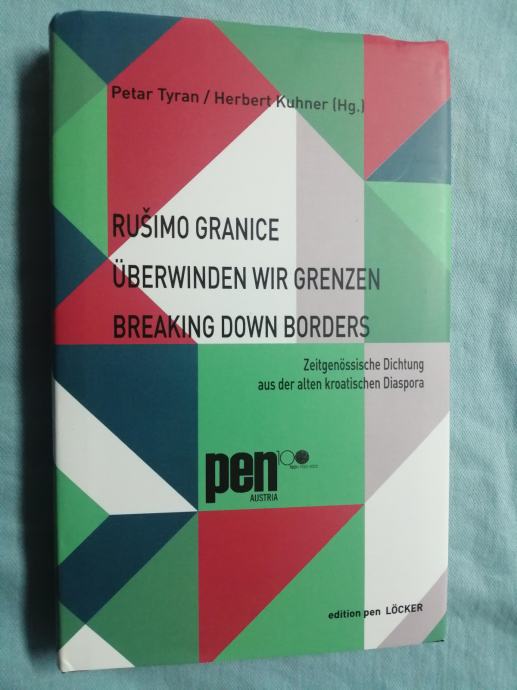 Petar Tyran / Herbert Kuhner (Hg.)
RUŠIMO GRANICE
ÜBERWINDEN WIR GRENZEN
BREAKING DOWN BORDERS
Zeitgenössische Dichtung
aus der alten kroatischen Diaspora
pen 100
AUSTRIA
edition pen LÖCKER